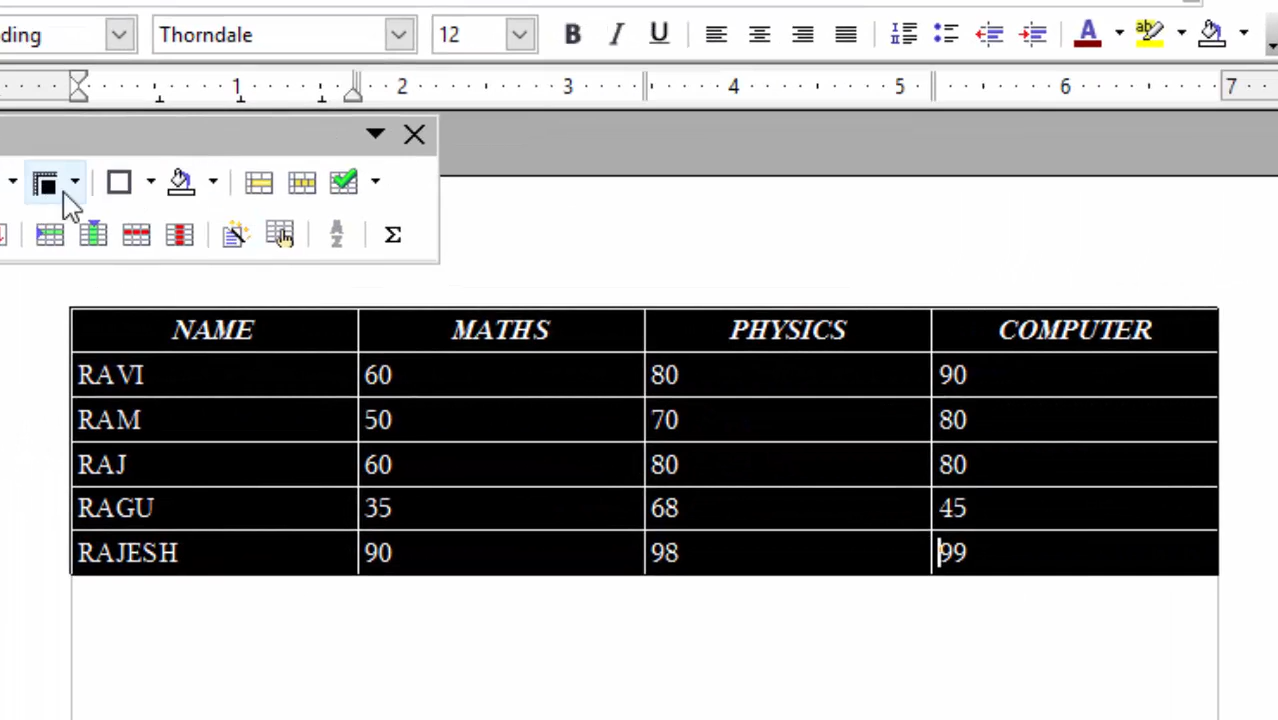 ding Thorndale 12 B I U A ab
1 2 3 4 5 6 7
A
Z
Σ
NAME MATHS PHYSICS COMPUTER
RAVI 60 80 90
RAM 50 70 80
RAJ 60 80 80
RAGU 35 68 45
RAJESH 90 98 99